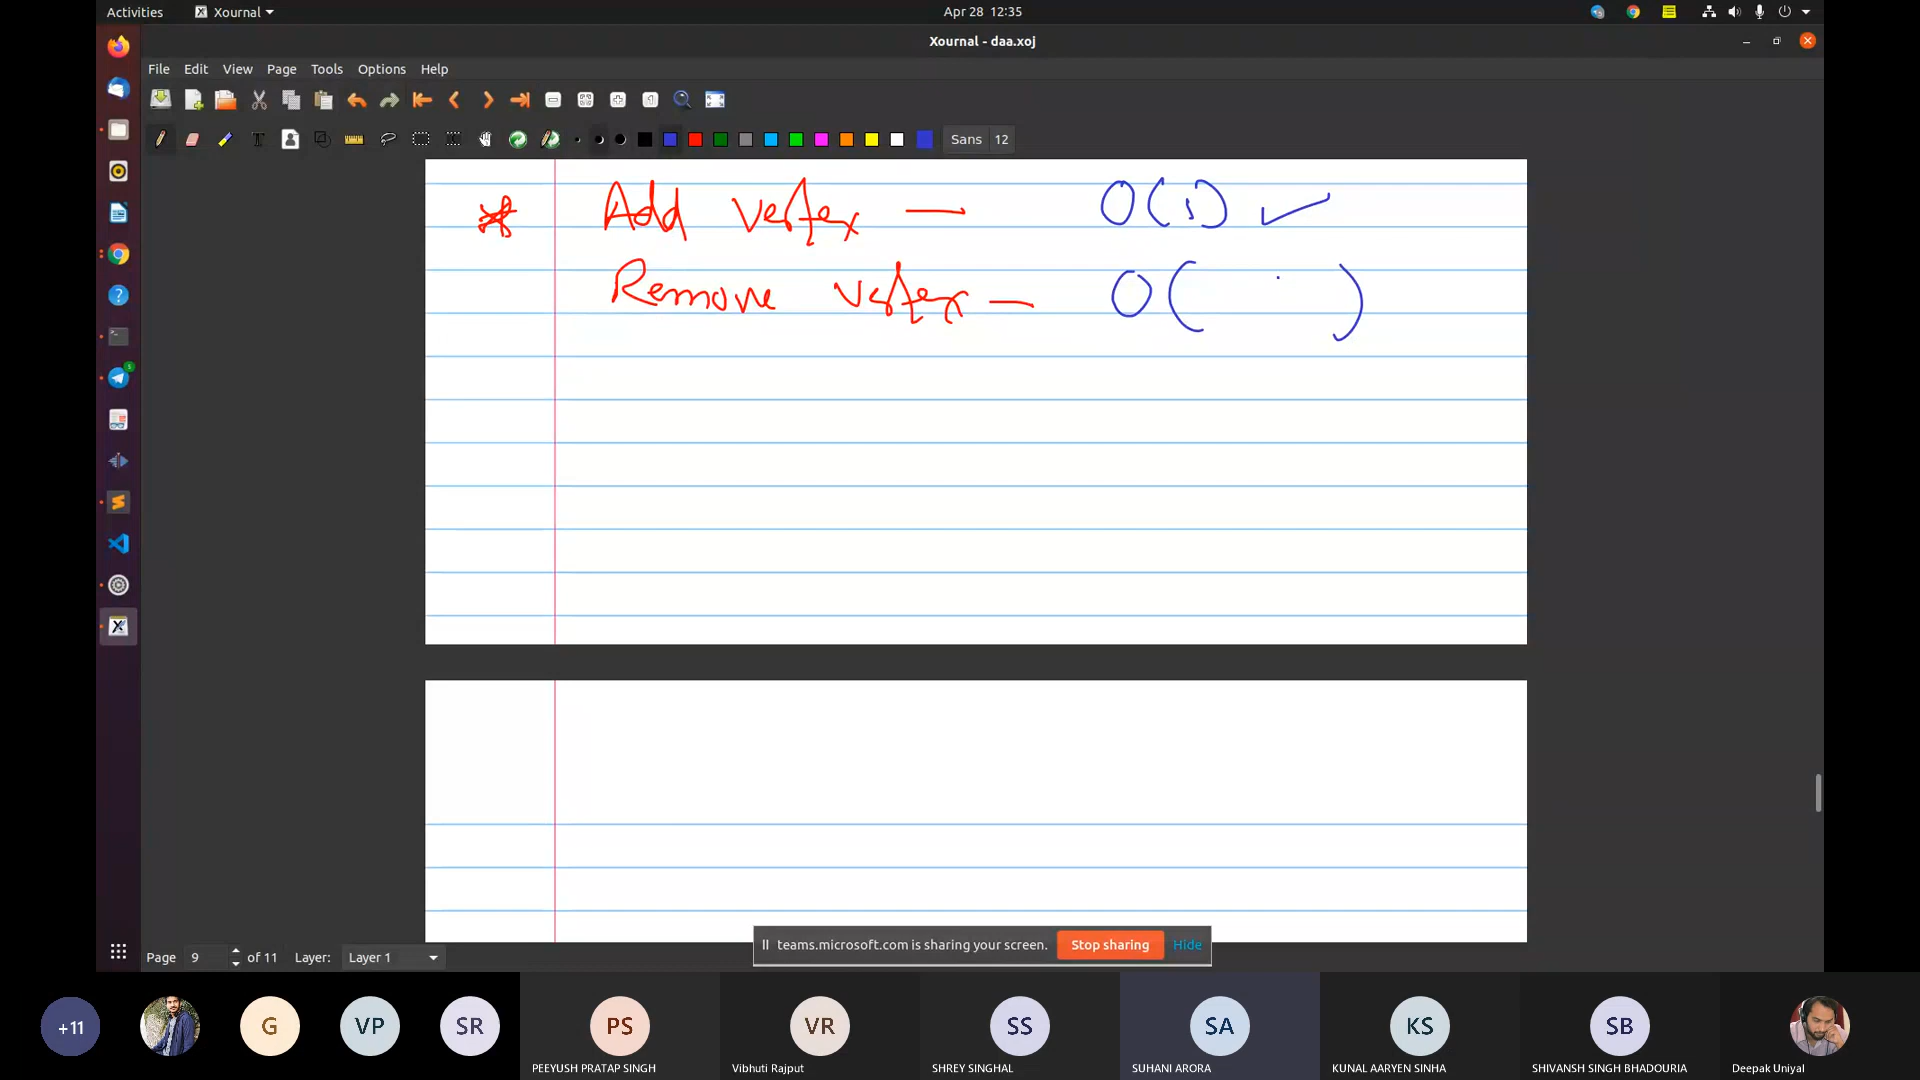 Activities Xournal Apr 28 12:35
Xournal - daa.xoj
File Edit View Page Tools Options Help
Sans 12
* Add vertex — O(1) ✓
Remove vertex — O( )
5
Page 9 of 11 Layer: Layer 1
teams.microsoft.com is sharing your screen. Stop sharing Hide
+11 G VP SR PS VR SS SA KS SB
PEEYUSH PRATAP SINGH Vibhuti Rajput SHREY SINGHAL SUHANI ARORA KUNAL AARYEN SINHA SHIVANSH SINGH BHADOURIA Deepak Uniyal